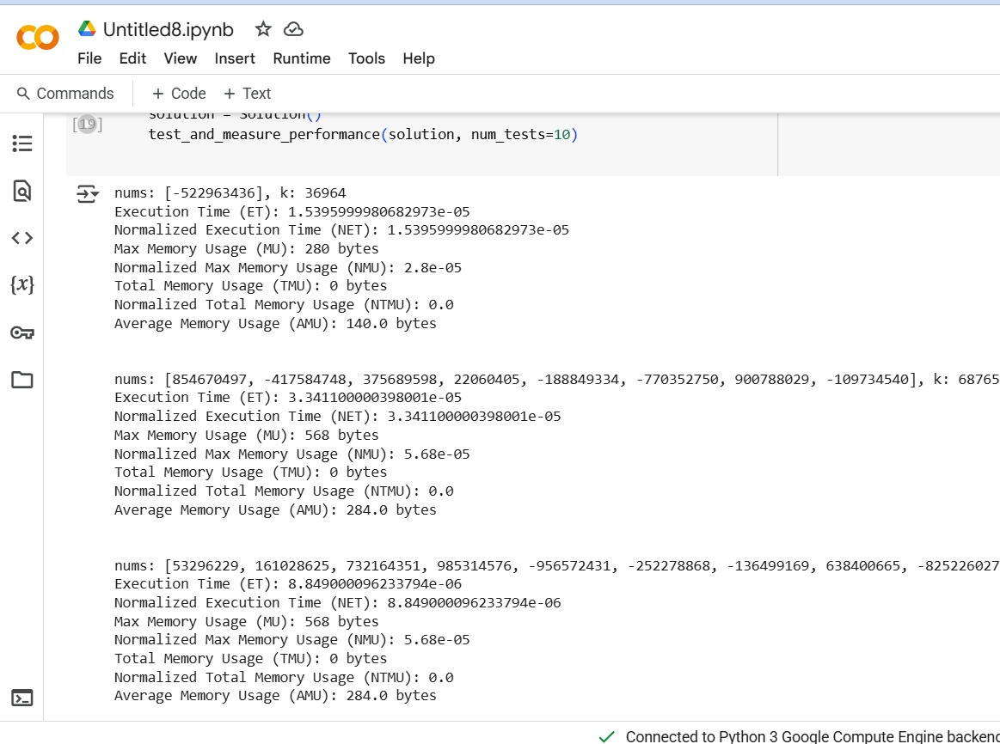 Untitled8.ipynb
File Edit View Insert Runtime Tools Help
Commands + Code + Text
[19]
solution = Solution()
test_and_measure_performance(solution, num_tests=10)
nums: [-522963436], k: 36964
Execution Time (ET): 1.5395999980682973e-05
Normalized Execution Time (NET): 1.5395999980682973e-05
Max Memory Usage (MU): 280 bytes
Normalized Max Memory Usage (NMU): 2.8e-05
Total Memory Usage (TMU): 0 bytes
Normalized Total Memory Usage (NTMU): 0.0
Average Memory Usage (AMU): 140.0 bytes
nums: [854670497, -417584748, 375689598, 22060405, -188849334, -770352750, 900788029, -109734540], k: 68765
Execution Time (ET): 3.341100000398001e-05
Normalized Execution Time (NET): 3.341100000398001e-05
Max Memory Usage (MU): 568 bytes
Normalized Max Memory Usage (NMU): 5.68e-05
Total Memory Usage (TMU): 0 bytes
Normalized Total Memory Usage (NTMU): 0.0
Average Memory Usage (AMU): 284.0 bytes
nums: [53296229, 161028625, 732164351, 985314576, -956572431, -252278868, -136499169, 638400665, -825226027
Execution Time (ET): 8.849000096233794e-06
Normalized Execution Time (NET): 8.849000096233794e-06
Max Memory Usage (MU): 568 bytes
Normalized Max Memory Usage (NMU): 5.68e-05
Total Memory Usage (TMU): 0 bytes
Normalized Total Memory Usage (NTMU): 0.0
Average Memory Usage (AMU): 284.0 bytes
Connected to Python 3 Google Compute Engine backend